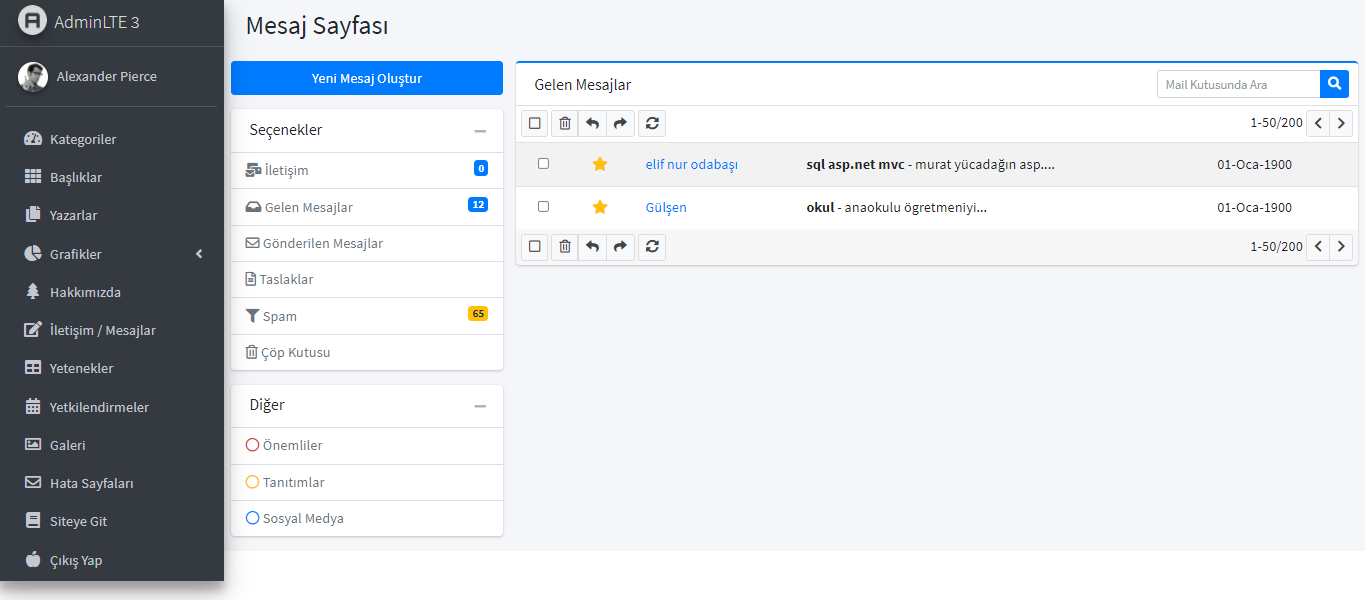 AdminLTE 3
Alexander Pierce
Kategoriler
Başlıklar
Yazarlar
Grafikler
Hakkımızda
İletişim / Mesajlar
Yetenekler
Yetkilendirmeler
Galeri
Hata Sayfaları
Siteye Git
Çıkış Yap
Mesaj Sayfası
Yeni Mesaj Oluştur
Seçenekler
İletişim 0
Gelen Mesajlar 12
Gönderilen Mesajlar
Taslaklar
Spam 65
Çöp Kutusu
Diğer
Önemliler
Tanıtımlar
Sosyal Medya
Gelen Mesajlar
Mail Kutusunda Ara
1-50/200
elif nur odabaşı sql asp.net mvc - murat yücadağın asp.... 01-Oca-1900
Gülşen okul - anaokulu ögretmeniyi... 01-Oca-1900
1-50/200